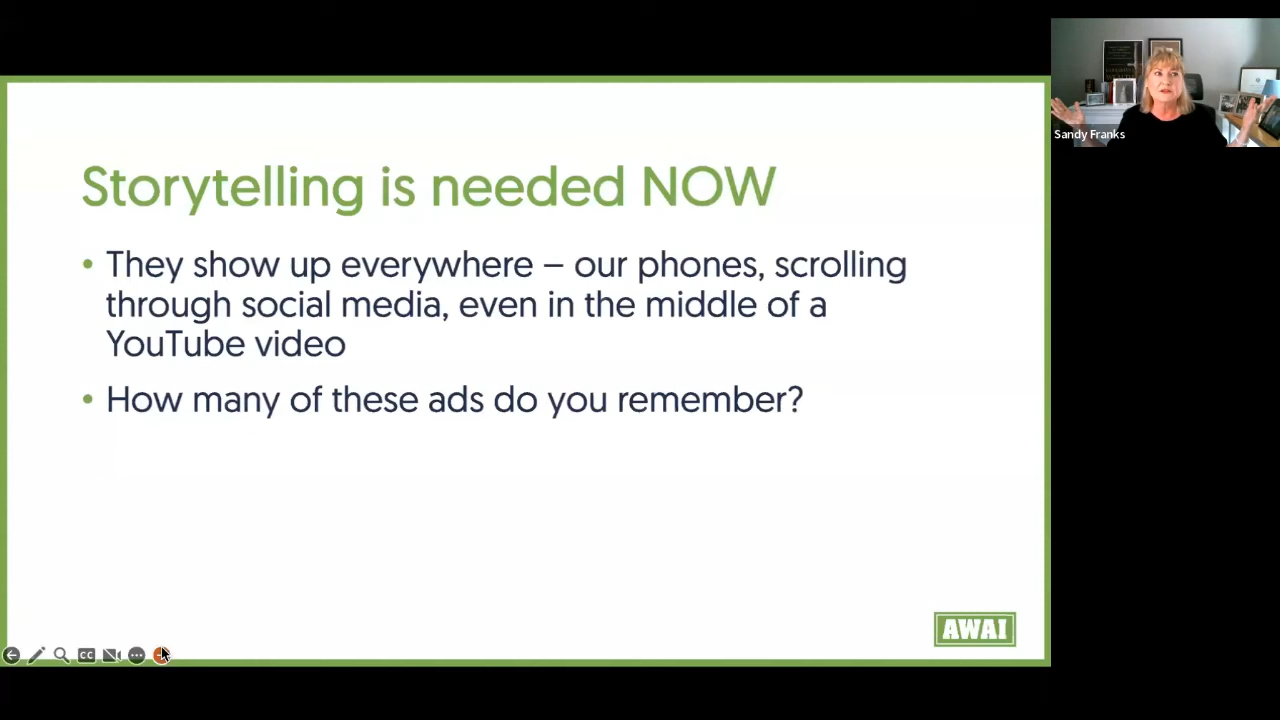 Storytelling is needed NOW
• They show up everywhere – our phones, scrolling
through social media, even in the middle of a
YouTube video
• How many of these ads do you remember?
AWAI
CC
Sandy Franks